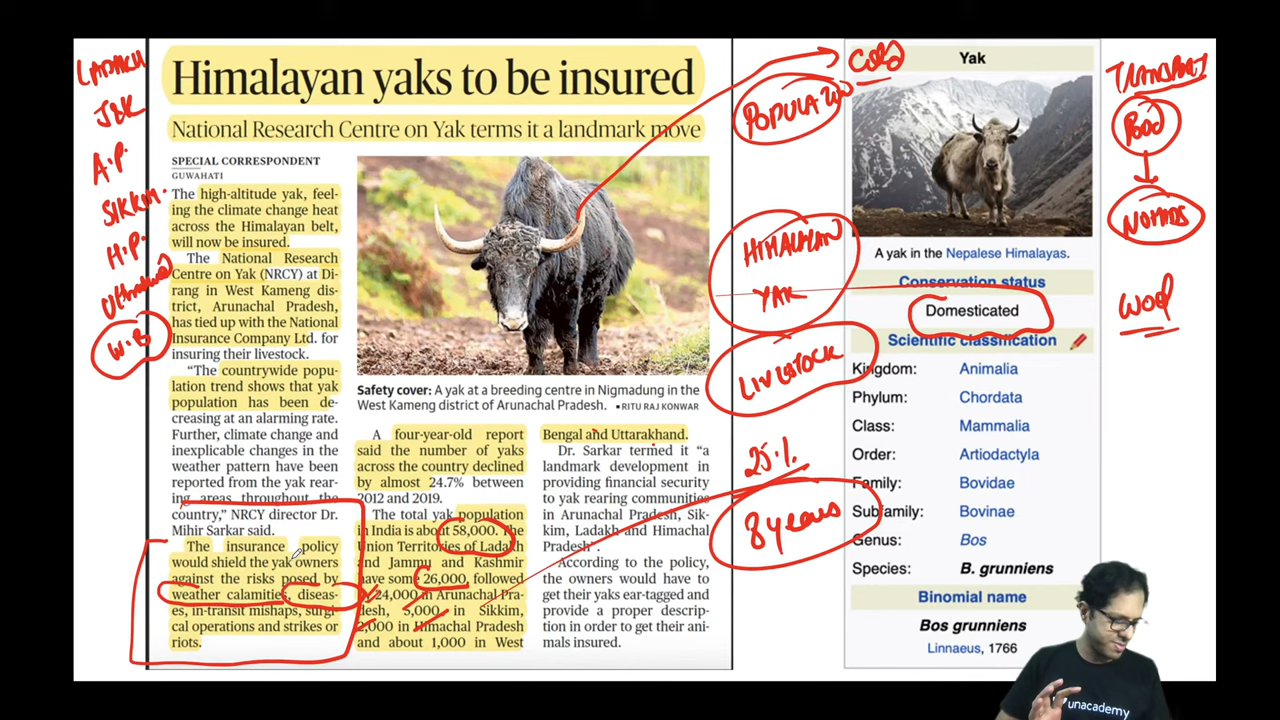 LADAKH
J&K
A.P.
SIKKIM.
H.P.
Uttarakhand
W.B
Himalayan yaks to be insured
National Research Centre on Yak terms it a landmark move
SPECIAL CORRESPONDENT
GUWAHATI
The high-altitude yak, feel-
ing the climate change heat
across the Himalayan belt,
will now be insured.
The National Research
Centre on Yak (NRCY) at Di-
rang in West Kameng dis-
trict, Arunachal Pradesh,
has tied up with the National
Insurance Company Ltd. for
insuring their livestock.
“The countrywide popu-
lation trend shows that yak
population has been de-
creasing at an alarming rate.
Further, climate change and
inexplicable changes in the
weather pattern have been
reported from the yak rear-
ing areas throughout the
country,” NRCY director Dr.
Mihir Sarkar said.
The insurance policy
would shield the yak owners
against the risks posed by
weather calamities, diseas-
es, in-transit mishaps, surgi-
cal operations and strikes or
riots.
Safety cover: A yak at a breeding centre in Nigmadung in the
West Kameng district of Arunachal Pradesh. ■ RITU RAJ KONWAR
A four-year-old report
said the number of yaks
across the country declined
by almost 24.7% between
2012 and 2019.
The total yak population
in India is about 58,000. The
Union Territories of Ladakh
and Jammu and Kashmir
have some 26,000, followed
24,000 in Arunachal Pra-
desh, 5,000 in Sikkim,
2,000 in Himachal Pradesh
and about 1,000 in West
Bengal and Uttarakhand.
Dr. Sarkar termed it “a
landmark development in
providing financial security
to yak rearing communities
in Arunachal Pradesh, Sik-
kim, Ladakh and Himachal
Pradesh”.
According to the policy,
the owners would have to
get their yaks ear-tagged and
provide a proper descrip-
tion in order to get their ani-
mals insured.
COLD
HIMALAYAN
YAK
LIVESTOCK
25%
8 years
Yak
A yak in the Nepalese Himalayas.
Conservation status
Domesticated
Scientific classification
Kingdom: Animalia
Phylum: Chordata
Class: Mammalia
Order: Artiodactyla
Family: Bovidae
Subfamily: Bovinae
Genus: Bos
Species: B. grunniens
Binomial name
Bos grunniens
Linnaeus, 1766
TRANSPORT
FOOD
NOMADS
WOOL
unacademy